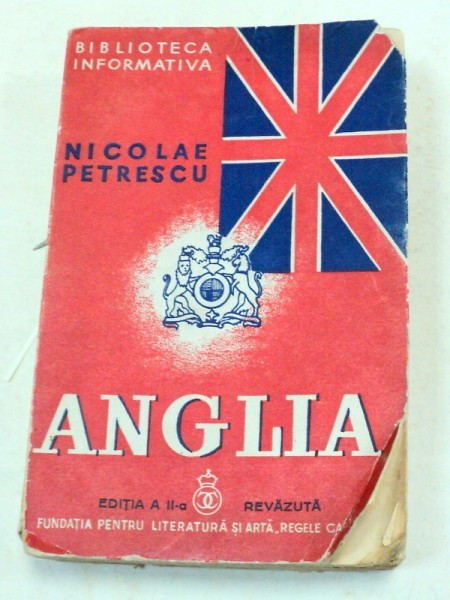 BIBLIOTECA
INFORMATIVA
NICOLAE
PETRESCU
ANGLIA
EDIȚIA A II-a REVĂZUTĂ
FUNDAȚIA PENTRU LITERATURĂ ȘI ARTĂ „REGELE